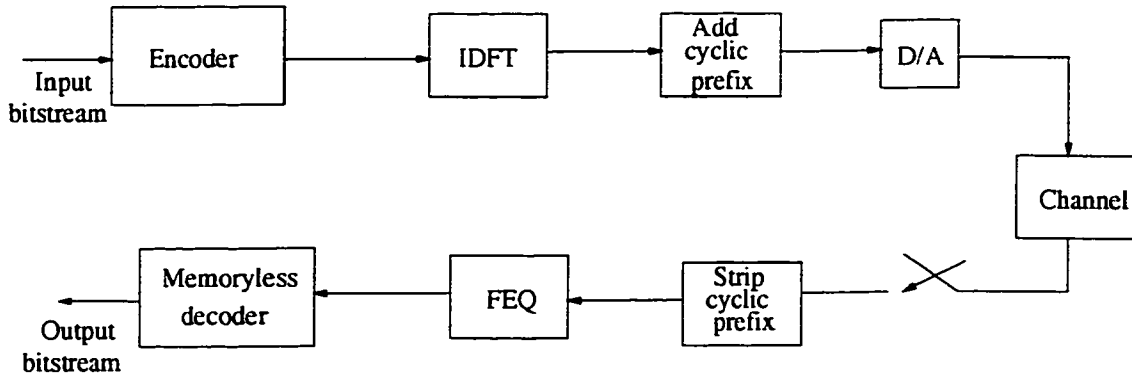 Input
bitstream
Encoder
IDFT
Add
cyclic
prefix
D/A
Channel
Strip
cyclic
prefix
FEQ
Memoryless
decoder
Output
bitstream